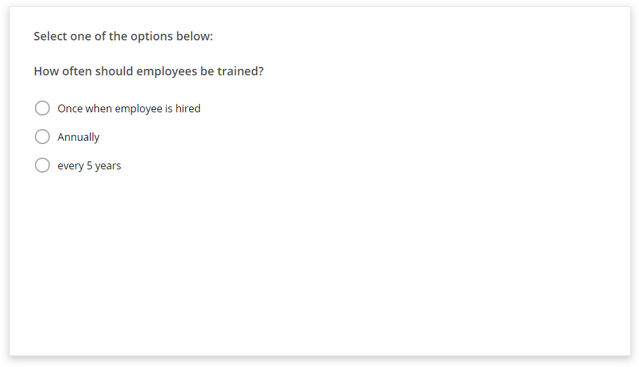 Select one of the options below:
How often should employees be trained?
Once when employee is hired
Annually
every 5 years